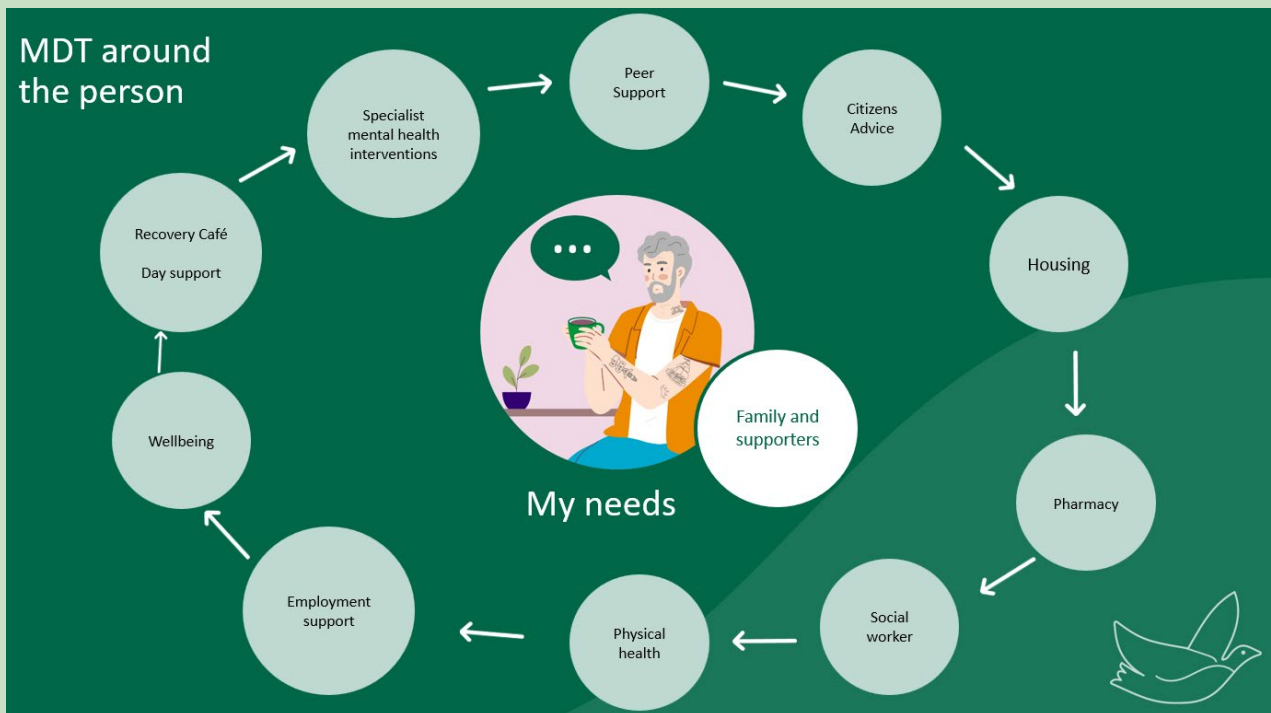 MDT around
the person
Peer
Support
Citizens
Advice
Housing
Pharmacy
Social
worker
Physical
health
Employment
support
Wellbeing
Recovery Café
Day support
Specialist
mental health
interventions
Family and
supporters
My needs